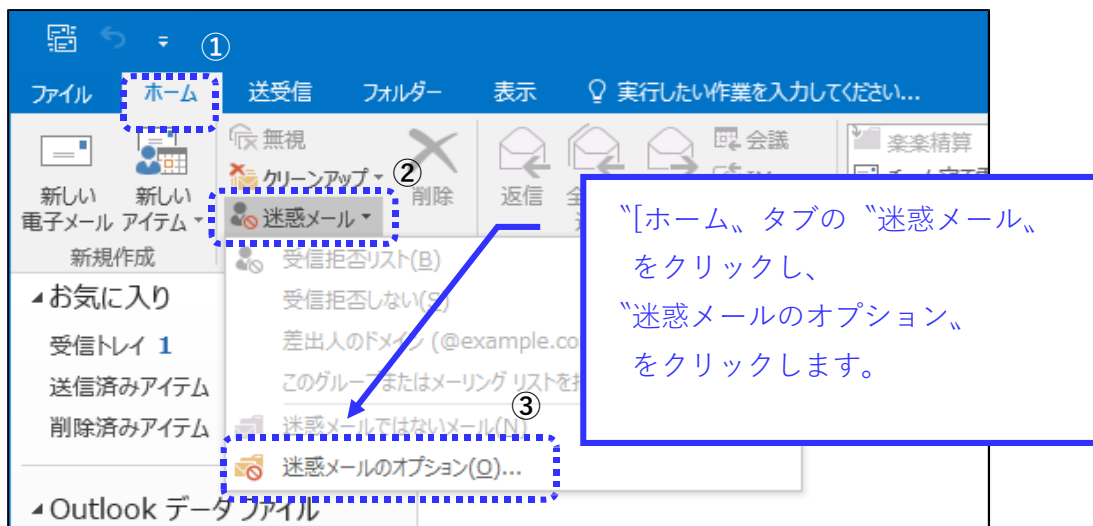 ①
ファイル ホーム 送受信 フォルダー 表示 実行したい作業を入力してください...
無視
会議
楽楽精算
クリーンアップ
②
新しい 新しい 削除 返信
電子メール アイテム
迷惑メール
新規作成
〝[ホーム〟タブの〝迷惑メール〟
をクリックし、
〝迷惑メールのオプション〟
をクリックします。
受信拒否リスト(B)
お気に入り
受信拒否しない(S)
受信トレイ 1
差出人のドメイン (@example.co
送信済みアイテム
このグループまたはメーリング リストを
③
削除済みアイテム
迷惑メールではないメール(N)
迷惑メールのオプション(O)...
Outlook データ ファイル